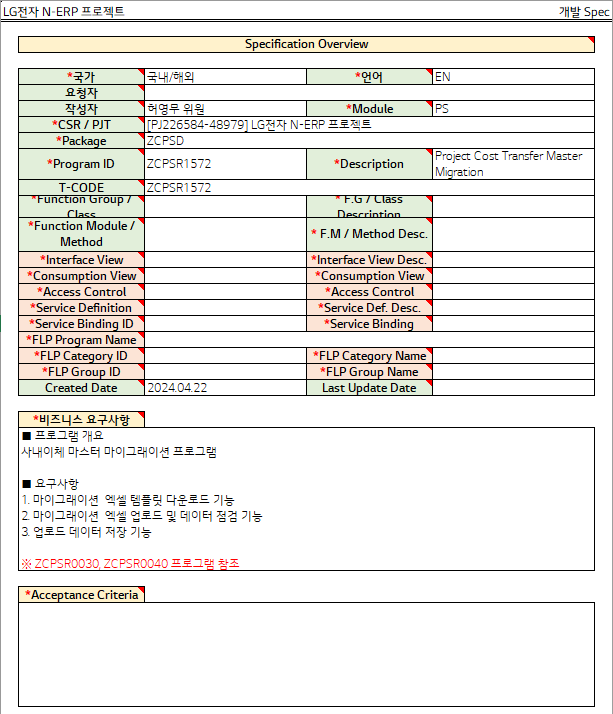 LG전자 N-ERP 프로젝트 개발 Spec
Specification Overview
*국가 국내/해외 *언어 EN
요청자
작성자 허영무 위원 *Module PS
*CSR / PJT [PJ226584-48979] LG전자 N-ERP 프로젝트
*Package ZCPSD
*Program ID ZCPSR1572 *Description Project Cost Transfer Master
Migration
T-CODE ZCPSR1572
*Function Group / * F.G / Class
Class Description
*Function Module / * F.M / Method Desc.
Method
*Interface View *Interface View Desc.
*Consumption View *Consumption View
*Access Control *Access Control
*Service Definition *Service Def. Desc.
*Service Binding ID *Service Binding
*FLP Program Name
*FLP Category ID *FLP Category Name
*FLP Group ID *FLP Group Name
Created Date 2024.04.22 Last Update Date
*비즈니스 요구사항
■ 프로그램 개요
사내이체 마스터 마이그래이션 프로그램
■ 요구사항
1. 마이그래이션 엑셀 템플릿 다운로드 기능
2. 마이그래이션 엑셀 업로드 및 데이터 점검 기능
3. 업로드 데이터 저장 기능
※ ZCPSR0030, ZCPSR0040 프로그램 참조
*Acceptance Criteria